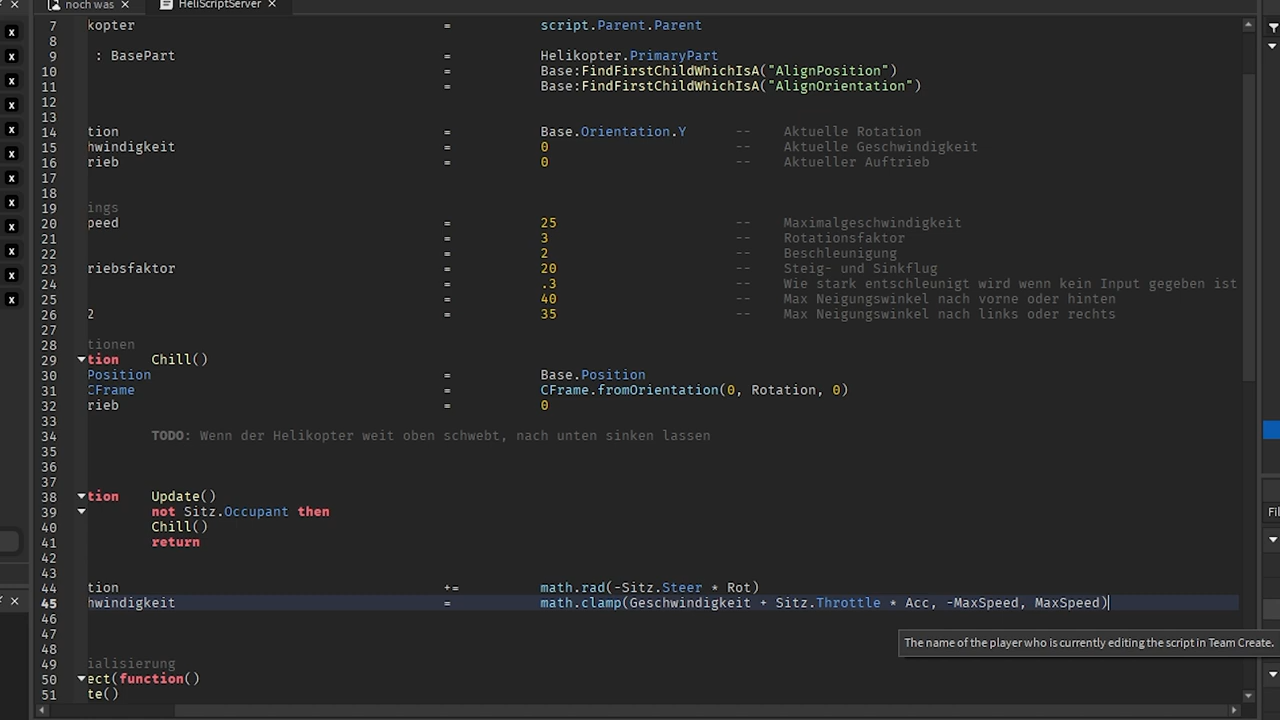 noch was
HeliScriptServer
7 kopter = script.Parent.Parent
8
9 : BasePart = Helikopter.PrimaryPart
10 = Base:FindFirstChildWhichIsA("AlignPosition")
11 = Base:FindFirstChildWhichIsA("AlignOrientation")
12
13
14 tion = Base.Orientation.Y -- Aktuelle Rotation
15 hwindigkeit = 0 -- Aktuelle Geschwindigkeit
16 rieb = 0 -- Aktueller Auftrieb
17
18
19 ings
20 peed = 25 -- Maximalgeschwindigkeit
21 = 3 -- Rotationsfaktor
22 = 2 -- Beschleunigung
23 riebsfaktor = 20 -- Steig- und Sinkflug
24 = .3 -- Wie stark entschleunigt wird wenn kein Input gegeben ist
25 = 40 -- Max Neigungswinkel nach vorne oder hinten
26 2 = 35 -- Max Neigungswinkel nach links oder rechts
27
28 tionen
29 tion Chill()
30 Position = Base.Position
31 CFrame = CFrame.fromOrientation(0, Rotation, 0)
32 rieb = 0
33
34 TODO: Wenn der Helikopter weit oben schwebt, nach unten sinken lassen
35
36
37
38 tion Update()
39 not Sitz.Occupant then
40 Chill()
41 return
42
43
44 tion += math.rad(-Sitz.Steer * Rot)
45 hwindigkeit = math.clamp(Geschwindigkeit + Sitz.Throttle * Acc, -MaxSpeed, MaxSpeed)
46
47
The name of the player who is currently editing the script in Team Create.
48
49 ialisierung
50 ect(function()
51 te()
Fil